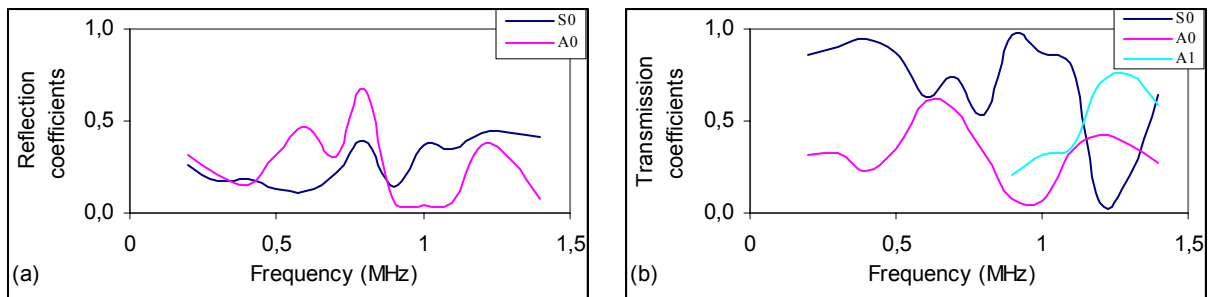 S0
A0
1,0
0,5
0,0
Reflection
coefficients
0
0,5
1
1,5
Frequency (MHz)
(a)
S0
A0
A1
1,0
0,5
0,0
Transmission
coefficients
0
0,5
1
1,5
Frequency (MHz)
(b)